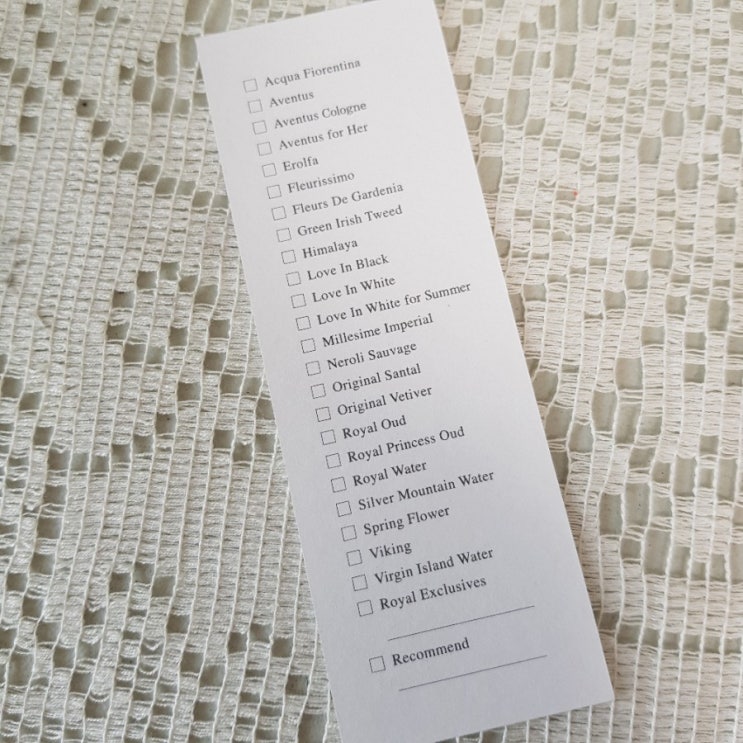 Acqua Fiorentina
Aventus
Aventus Cologne
Aventus for Her
Erolfa
Fleurissimo
Fleurs De Gardenia
Green Irish Tweed
Himalaya
Love In Black
Love In White
Love In White for Summer
Millesime Imperial
Neroli Sauvage
Original Santal
Original Vetiver
Royal Oud
Royal Princess Oud
Royal Water
Silver Mountain Water
Spring Flower
Viking
Virgin Island Water
Royal Exclusives
Recommend